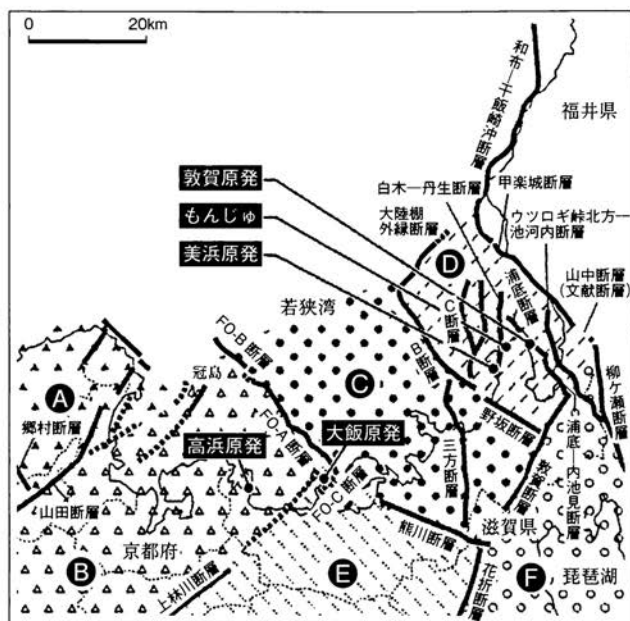 0
20km
和布―干飯崎沖断層
福井県
敦賀原発
もんじゅ
美浜原発
白木―丹生断層
甲楽城断層
大陸棚
外縁断層
ウツロギ峠北方―
池河内断層
D
浦底断層
山中断層
(文献断層)
若狭湾
C断層
B断層
FO-B断層
冠島
C
柳ケ瀬断層
A
郷村断層
FO-A断層
大飯原発
野坂断層
高浜原発
三方断層
敦賀断層
浦底―内池見断層
山田断層
FO-C断層
熊川断層
滋賀県
京都府
B
上林川断層
E
花折断層
F
琵琶湖